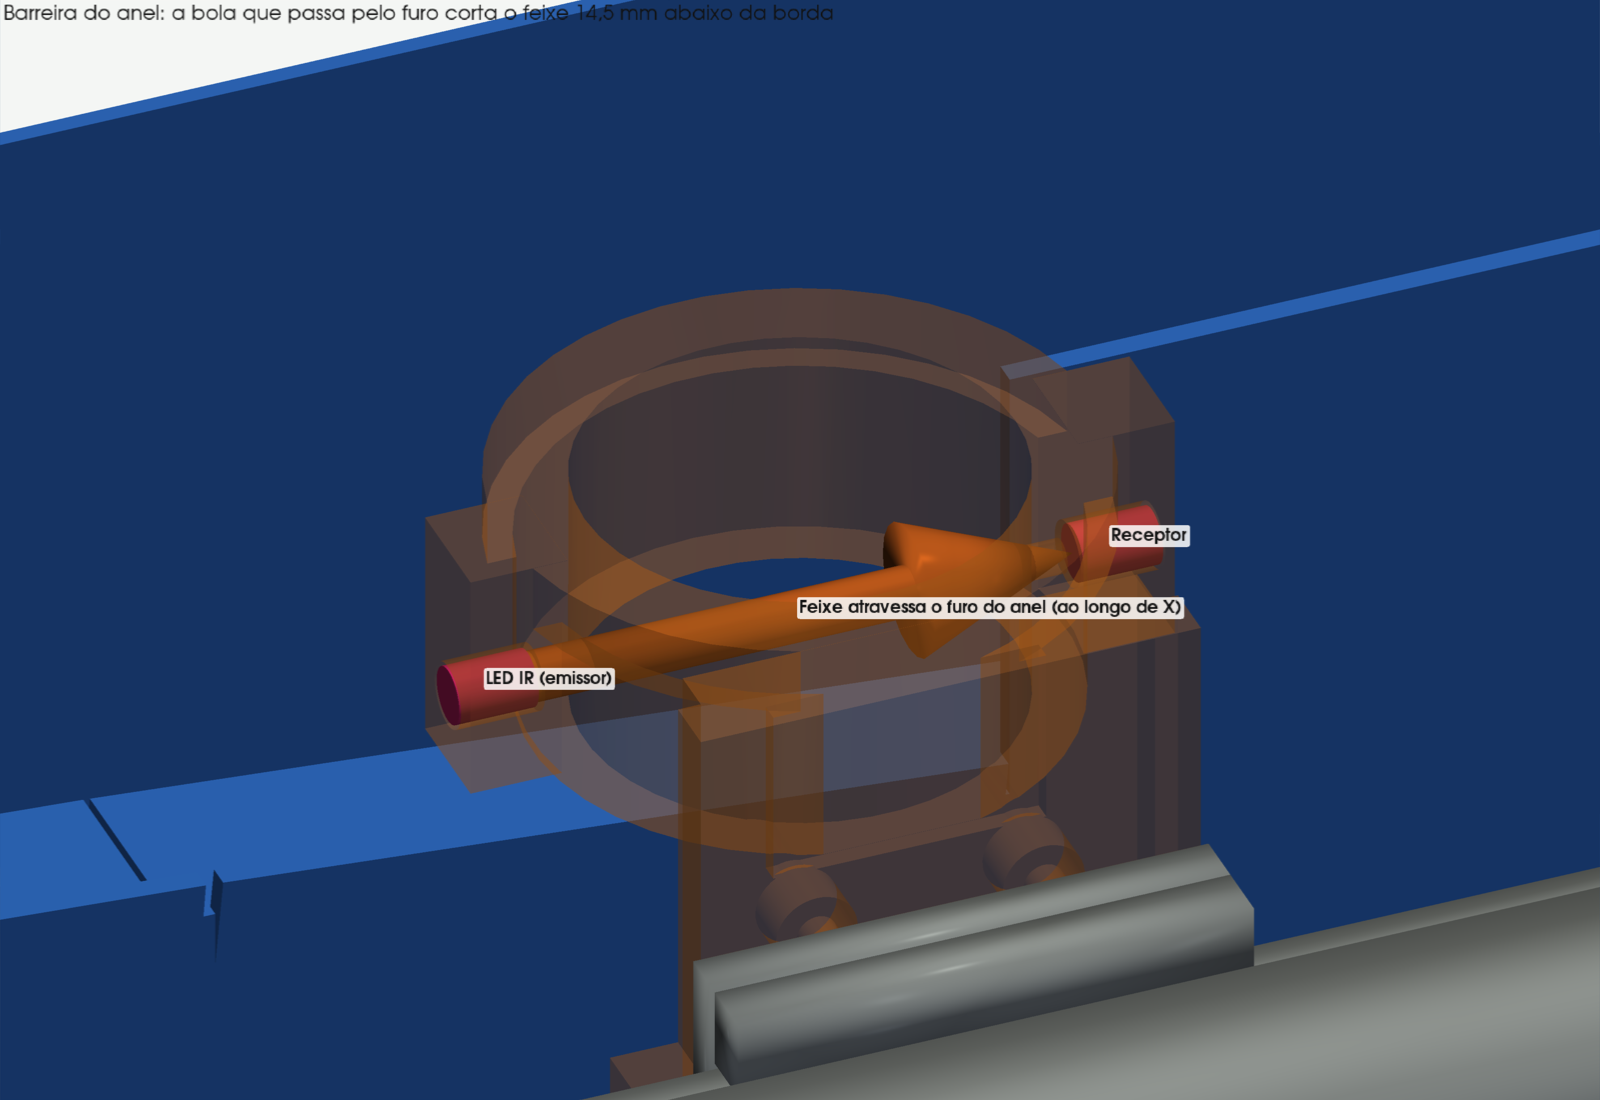 Barreira do anel: a bola que passa pelo furo corta o feixe 14,5 mm abaixo da borda
Receptor
Feixe atravessa o furo do anel (ao longo de X)
LED IR (emissor)